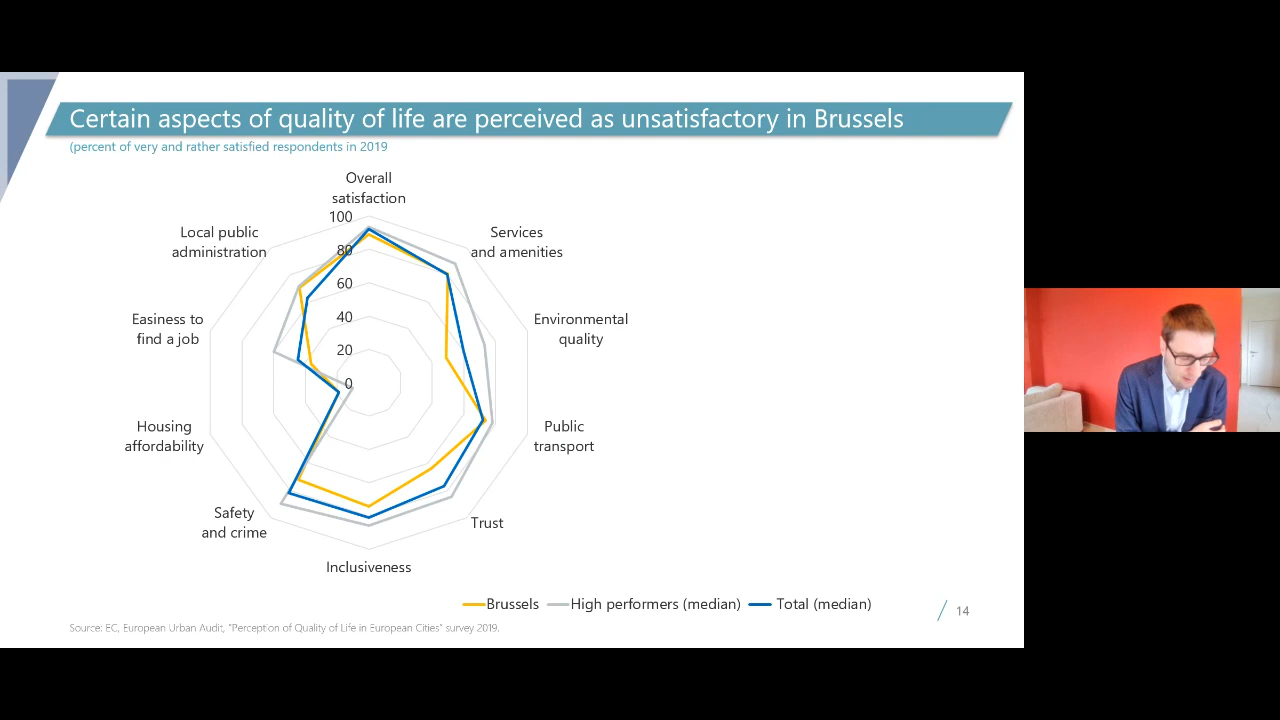 Certain aspects of quality of life are perceived as unsatisfactory in Brussels
(percent of very and rather satisfied respondents in 2019
Overall
satisfaction
Services
and amenities
Environmental
quality
Public
transport
Trust
Inclusiveness
Safety
and crime
Housing
affordability
Easiness to
find a job
Local public
administration
100
80
60
40
20
0
Brussels
High performers (median)
Total (median)
14
Source: EC, European Urban Audit, "Perception of Quality of Life in European Cities" survey 2019.